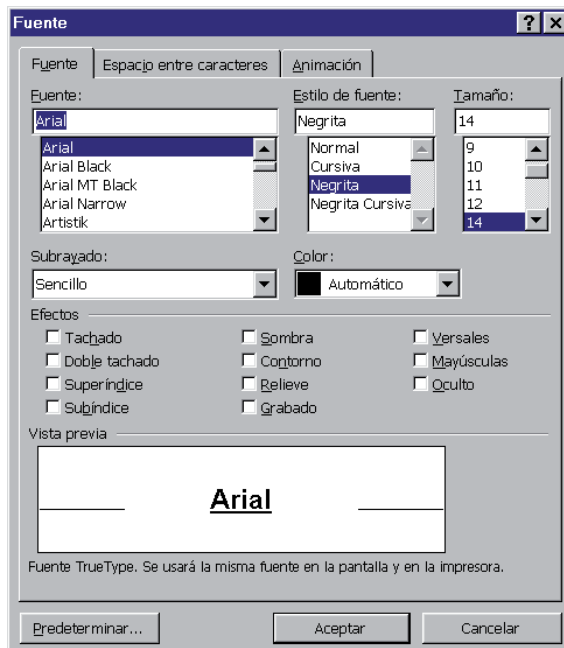 Fuente
Fuente Espacio entre caracteres Animación
Fuente: Estilo de fuente: Tamaño:
Arial Negrita 14
Arial Normal 9
Arial Black Cursiva 10
Arial MT Black Negrita 11
Arial Narrow Negrita Cursiva 12
Artistik 14
Subrayado: Color:
Sencillo Automático
Efectos
Tachado Sombra Versales
Doble tachado Contorno Mayúsculas
Superíndice Relieve Oculto
Subíndice Grabado
Vista previa
Arial
Fuente TrueType. Se usará la misma fuente en la pantalla y en la impresora.
Predeterminar... Aceptar Cancelar